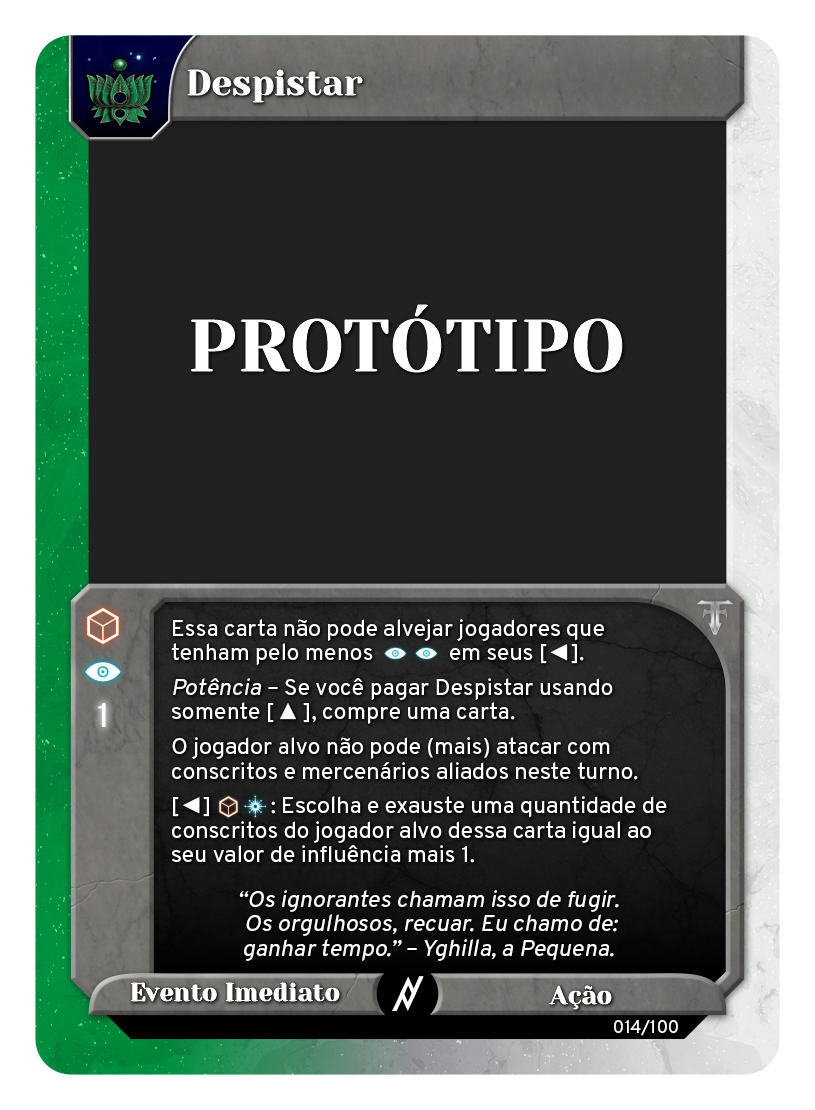 Despistar
PROTÓTIPO
1
Essa carta não pode alvejar jogadores que
tenham pelo menos em seus [◄].
Potência – Se você pagar Despistar usando
somente [▲], compre uma carta.
O jogador alvo não pode (mais) atacar com
conscritos e mercenários aliados neste turno.
[◄] : Escolha e exauste uma quantidade de
conscritos do jogador alvo dessa carta igual ao
seu valor de influência mais 1.
“Os ignorantes chamam isso de fugir.
Os orgulhosos, recuar. Eu chamo de:
ganhar tempo.” – Yghilla, a Pequena.
Evento Imediato
Ação
014/100